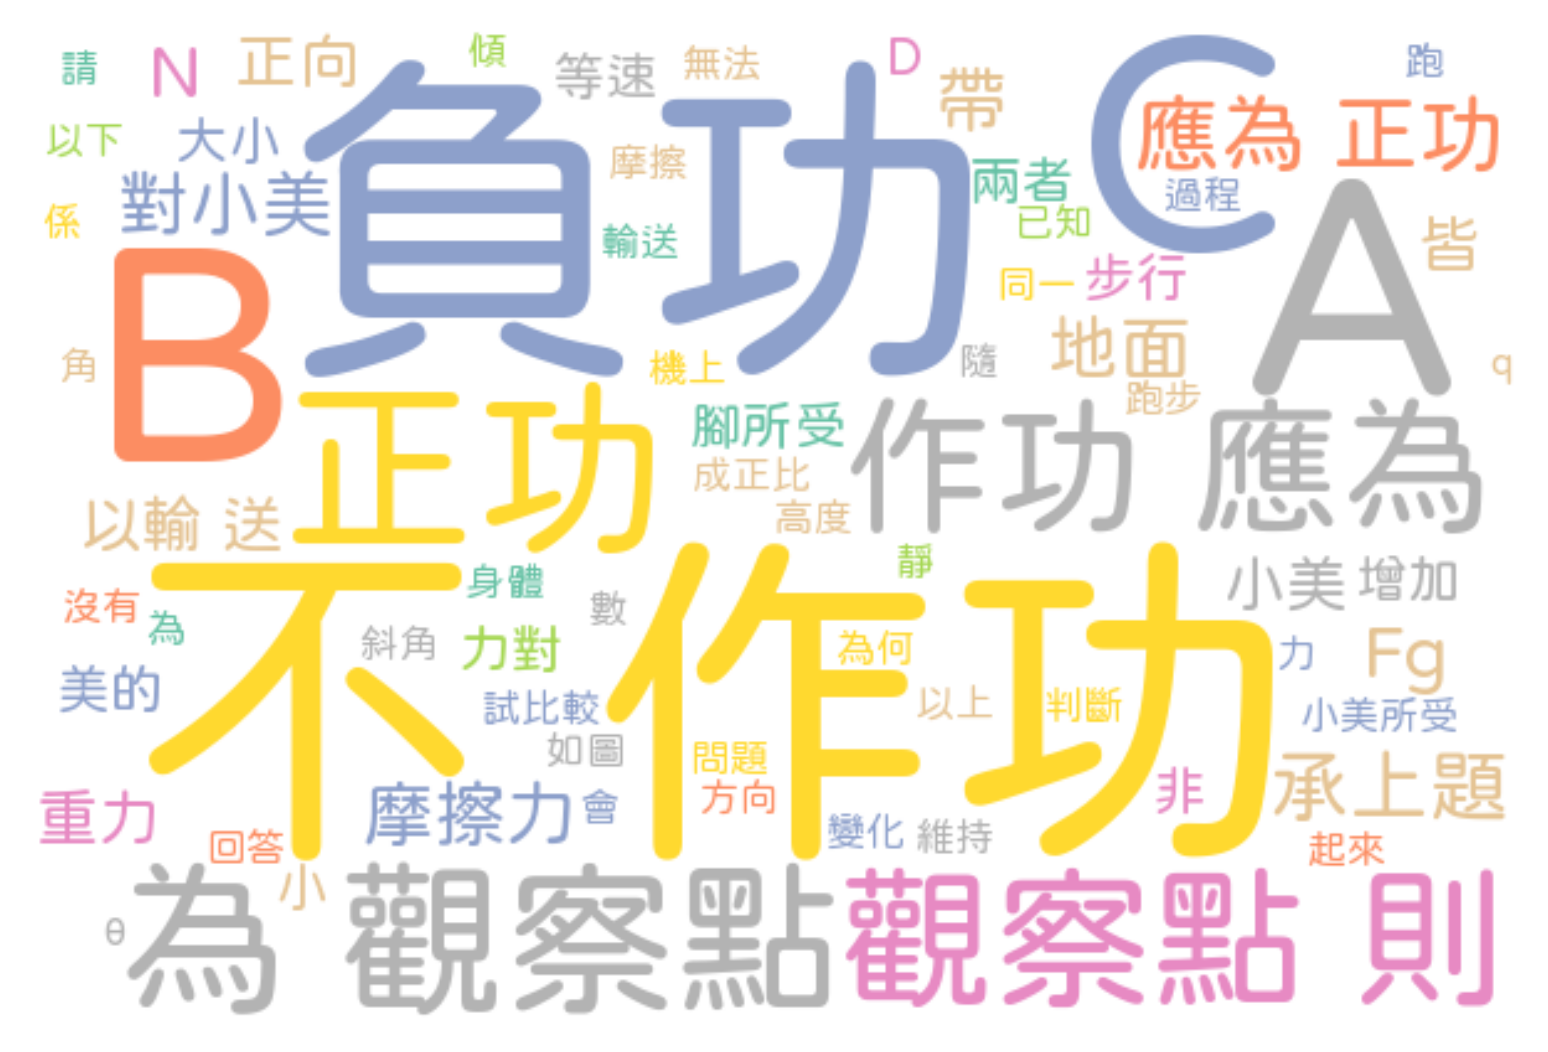 請
N
正向
傾
等速
無法
D
帶
跑
以下
大小
負功
摩擦
C
應為 正功
對小美
兩者
過程
係
輸送
已知
A
皆
B
同一
步行
角
機上
隨
地面
跑步
q
正功
腳所受
作功 應為
成正比
以輸 送
高度
不作功
身體
靜
小美
增加
沒有
為
數
斜角
力對
為何
力
Fg
美的
試比較
以上
判斷
小美所受
如圖
問題
方向
非
承上題
重力
摩擦力
會
變化
維持
回答
起來
小
θ
為 觀察點
觀察點 則